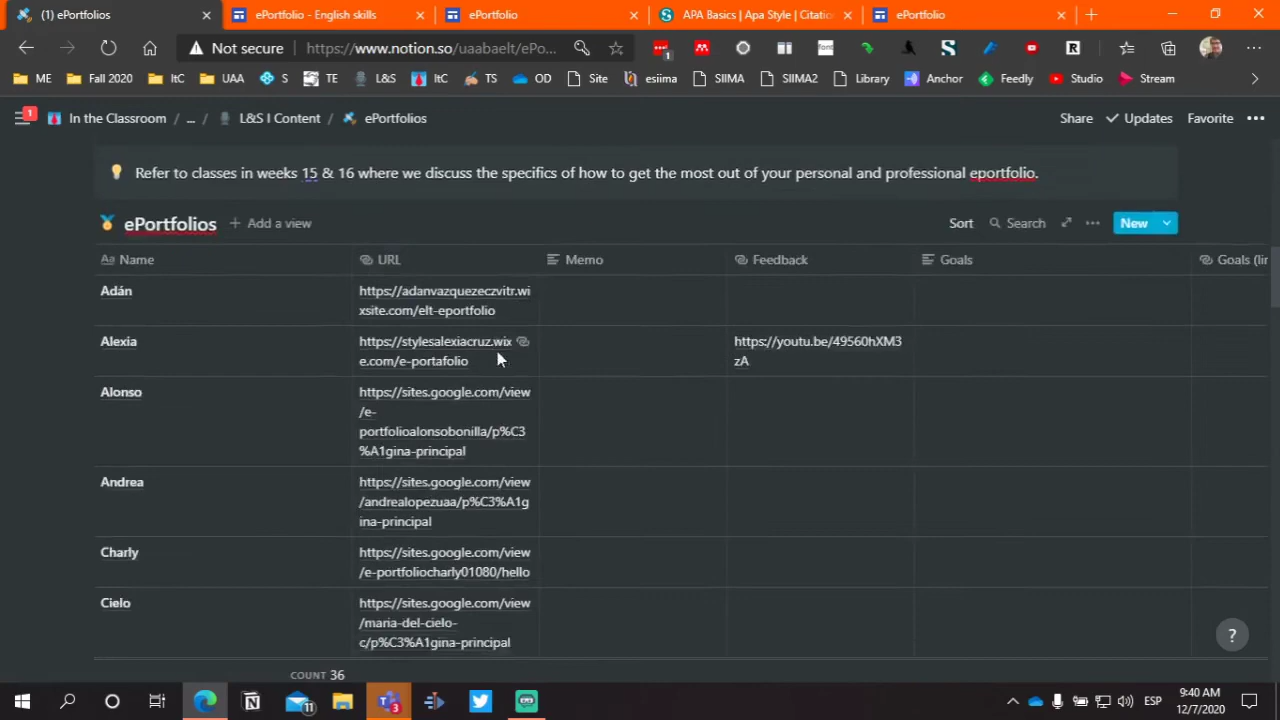 (1) ePortfolios
ePortfolio - English skills
ePortfolio
APA Basics | Apa Style | Citatio
ePortfolio
Not secure
https://www.notion.so/uaabaelt/ePo...
1
font
R
ME
Fall 2020
ItC
UAA
S
TE
L&S
ItC
TS
OD
Site
esiima
SIIMA
SIIMA2
Library
Anchor
Feedly
Studio
Stream
1
In the Classroom / ... / L&S I Content / ePortfolios
Share
Updates
Favorite
Refer to classes in weeks 15 & 16 where we discuss the specifics of how to get the most out of your personal and professional eportfolio.
ePortfolios
+ Add a view
Sort
Search
New
Aa Name
URL
Memo
Feedback
Goals
Goals (lin
Adán
https://adanvazquezeczvitr.wi
xsite.com/elt-eportfolio
Alexia
https://stylesalexiacruz.wix
e.com/e-portafolio
https://youtu.be/49560hXM3
zA
Alonso
https://sites.google.com/view
/e-
portfolioalonsobonilla/p%C3
%A1gina-principal
Andrea
https://sites.google.com/view
/andrealopezuaa/p%C3%A1g
ina-principal
Charly
https://sites.google.com/view
/e-portfoliocharly01080/hello
Cielo
https://sites.google.com/view
/maria-del-cielo-
c/p%C3%A1gina-principal
COUNT 36
?
11
3
ESP
9:40 AM
12/7/2020